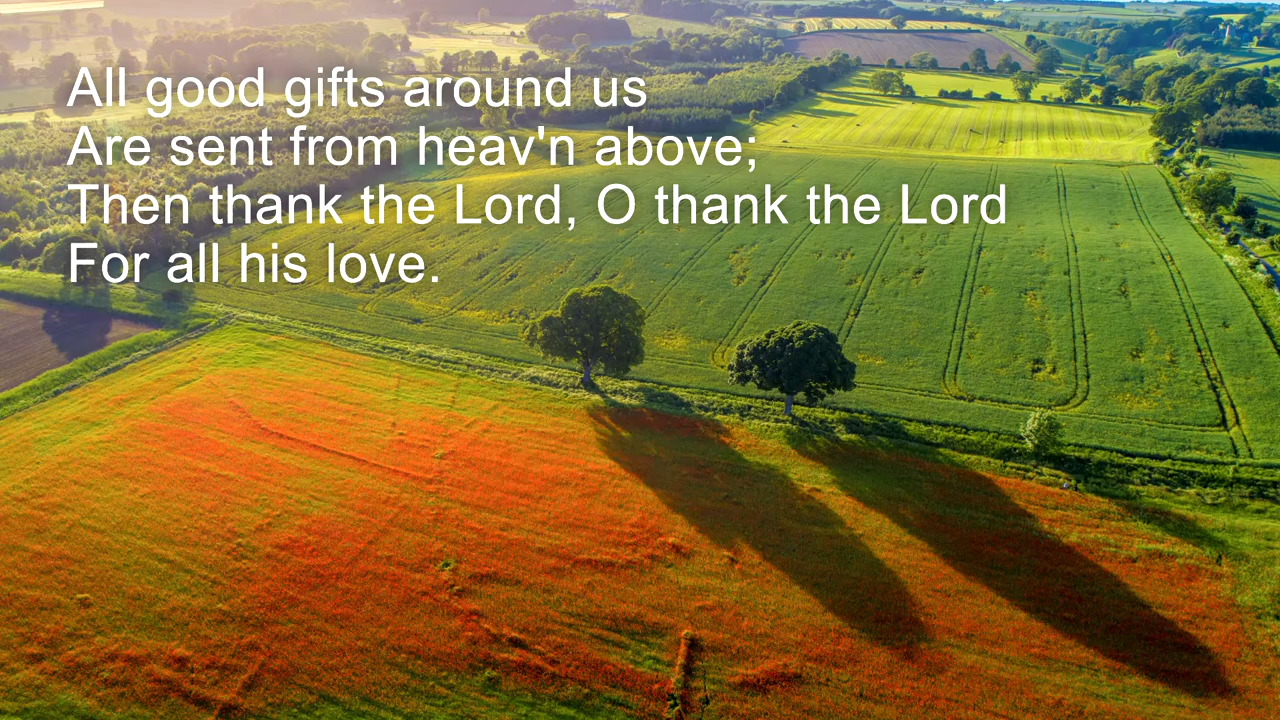 All good gifts around us
Are sent from heav'n above;
Then thank the Lord, O thank the Lord
For all his love.